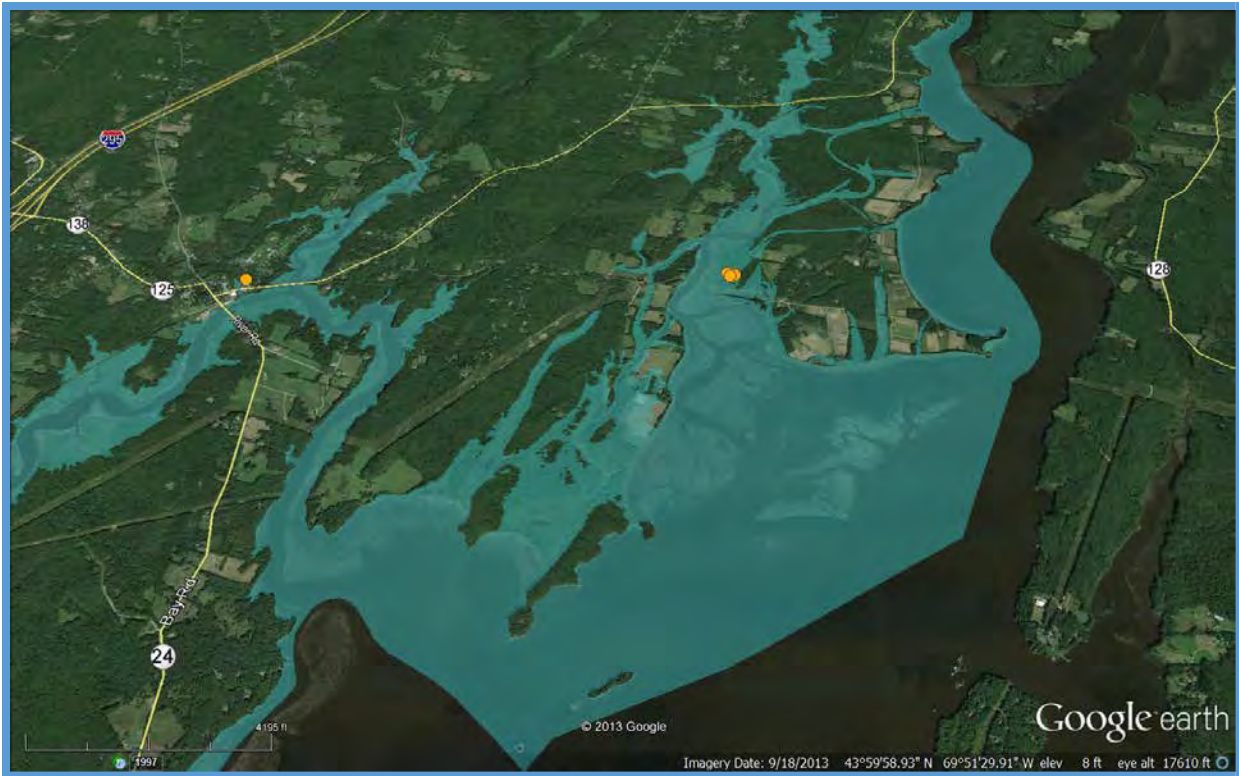 295
138
125
128
Bay Rd
24
4195 ft
© 2013 Google
Google earth
1997
Imagery Date: 9/18/2013 43°59'58.93" N 69°51'29.91" W elev 8 ft eye alt 17610 ft